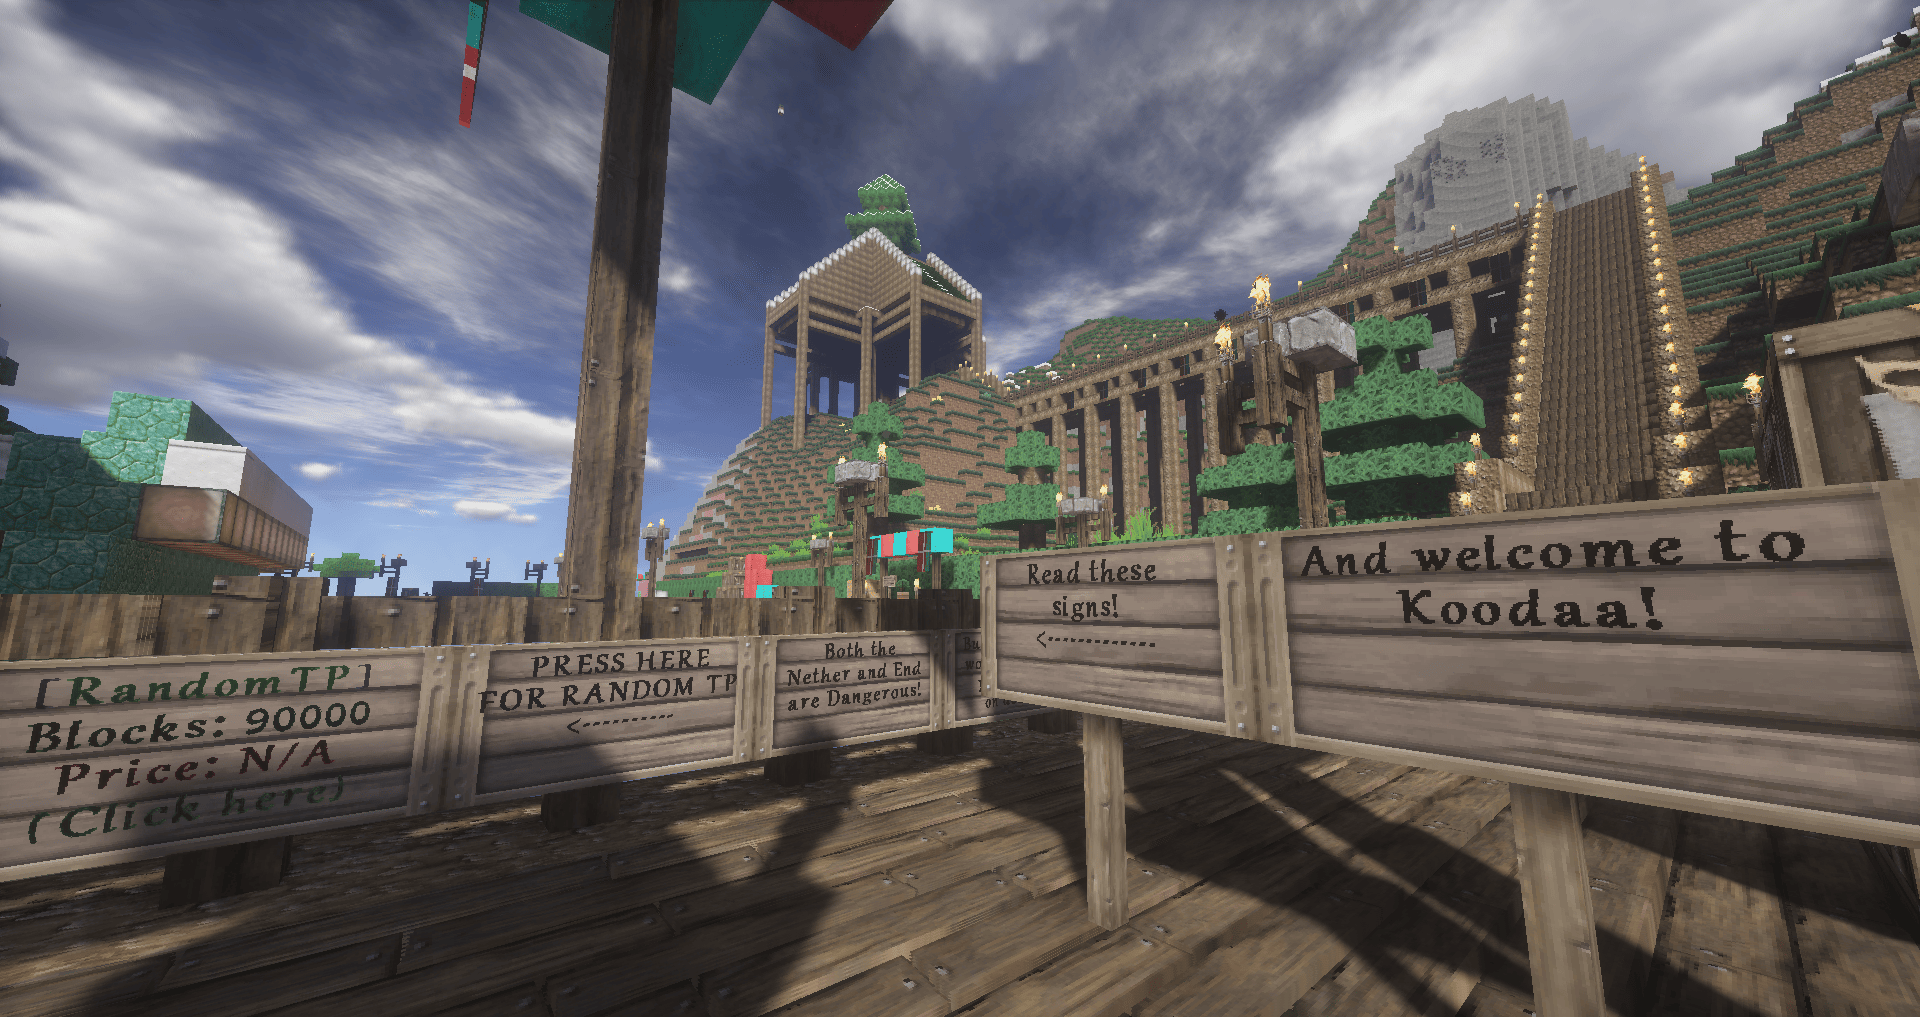 [RandomTP]
Blocks: 90000
Price: N/A
(Click here)
PRESS HERE
FOR RANDOM TP
<---------
Both the
Nether and End
are Dangerous!
Read these
signs!
<---------
And welcome to
Koodaa!